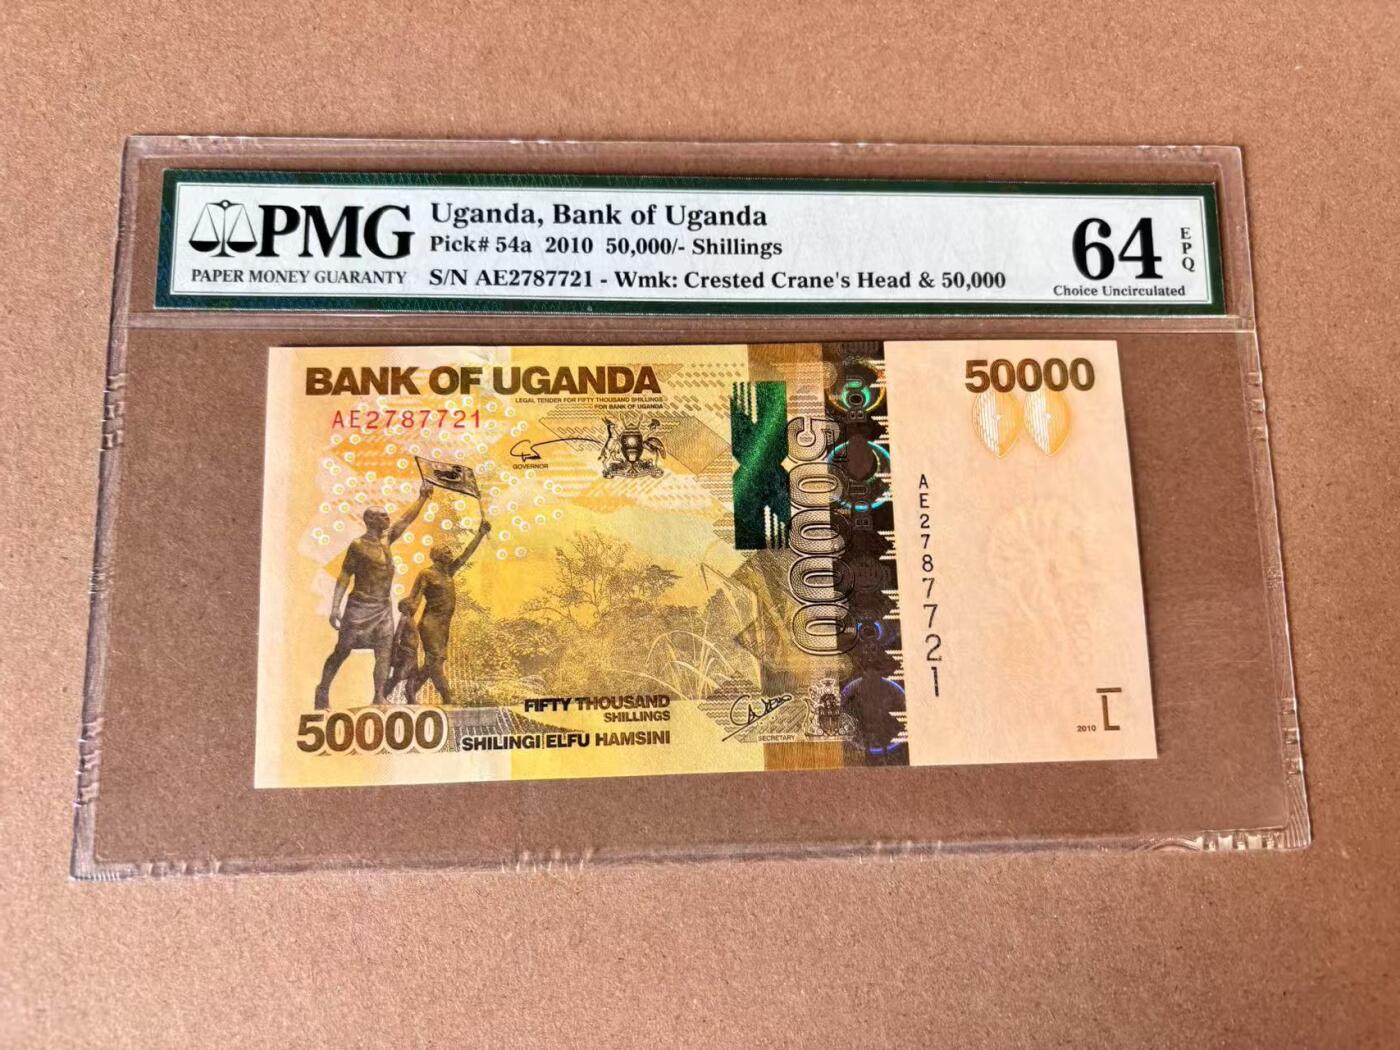 PMG
PAPER MONEY GUARANTY
Uganda, Bank of Uganda
Pick# 54a 2010 50,000/- Shillings
S/N AE2787721 - Wmk: Crested Crane's Head & 50,000
64
EPQ
Choice Uncirculated
BANK OF UGANDA
LEGAL TENDER FOR FIFTY THOUSAND SHILLINGS
FOR BANK OF UGANDA
AE2787721
GOVERNOR
50000
50000
BOU
BOU
AE2787721
FIFTY THOUSAND
SHILLINGS
50000
SHILINGI ELFU HAMSINI
SECRETARY
2010